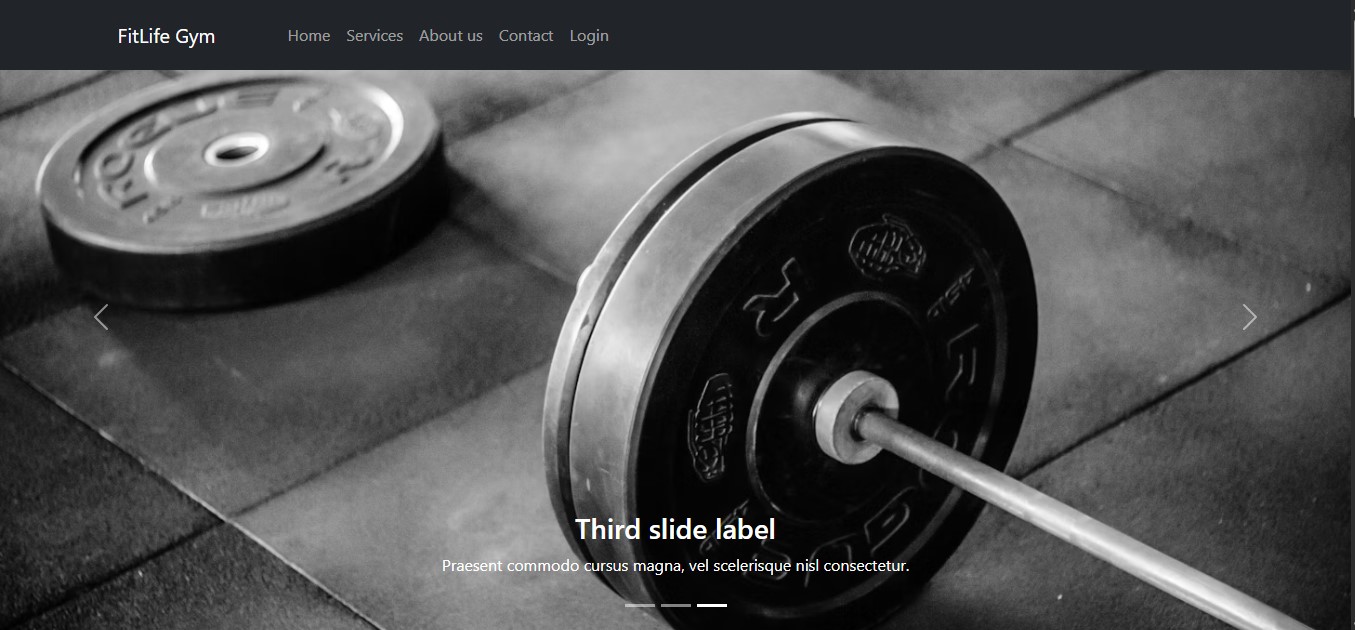 FitLife Gym
Home Services About us Contact Login
ROGUE
Third slide label
Praesent commodo cursus magna, vel scelerisque nisl consectetur.